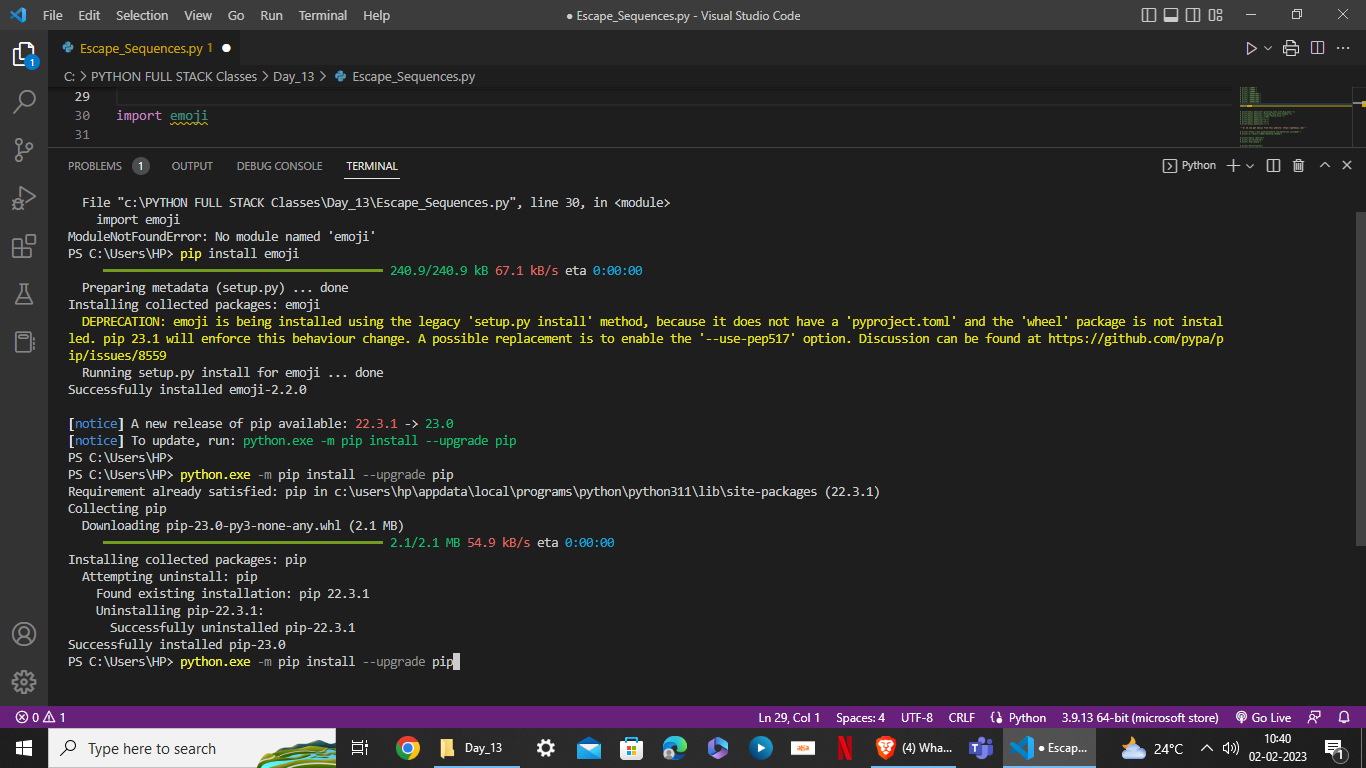 File Edit Selection View Go Run Terminal Help
● Escape_Sequences.py - Visual Studio Code
Escape_Sequences.py 1 ●
C: > PYTHON FULL STACK Classes > Day_13 > Escape_Sequences.py
29
30 import emoji
31
PROBLEMS 1 OUTPUT DEBUG CONSOLE TERMINAL
Python
File "c:\PYTHON FULL STACK Classes\Day_13\Escape_Sequences.py", line 30, in <module>
import emoji
ModuleNotFoundError: No module named 'emoji'
PS C:\Users\HP> pip install emoji
240.9/240.9 kB 67.1 kB/s eta 0:00:00
Preparing metadata (setup.py) ... done
Installing collected packages: emoji
DEPRECATION: emoji is being installed using the legacy 'setup.py install' method, because it does not have a 'pyproject.toml' and the 'wheel' package is not instal
led. pip 23.1 will enforce this behaviour change. A possible replacement is to enable the '--use-pep517' option. Discussion can be found at https://github.com/pypa/p
ip/issues/8559
Running setup.py install for emoji ... done
Successfully installed emoji-2.2.0
[notice] A new release of pip available: 22.3.1 -> 23.0
[notice] To update, run: python.exe -m pip install --upgrade pip
PS C:\Users\HP>
PS C:\Users\HP> python.exe -m pip install --upgrade pip
Requirement already satisfied: pip in c:\users\hp\appdata\local\programs\python\python311\lib\site-packages (22.3.1)
Collecting pip
Downloading pip-23.0-py3-none-any.whl (2.1 MB)
2.1/2.1 MB 54.9 kB/s eta 0:00:00
Installing collected packages: pip
Attempting uninstall: pip
Found existing installation: pip 22.3.1
Uninstalling pip-22.3.1:
Successfully uninstalled pip-22.3.1
Successfully installed pip-23.0
PS C:\Users\HP> python.exe -m pip install --upgrade pip
1
0 1
Ln 29, Col 1 Spaces: 4 UTF-8 CRLF Python 3.9.13 64-bit (microsoft store) Go Live
Type here to search
Day_13
(4) Wha...
● Escap...
24°C
10:40
02-02-2023
1